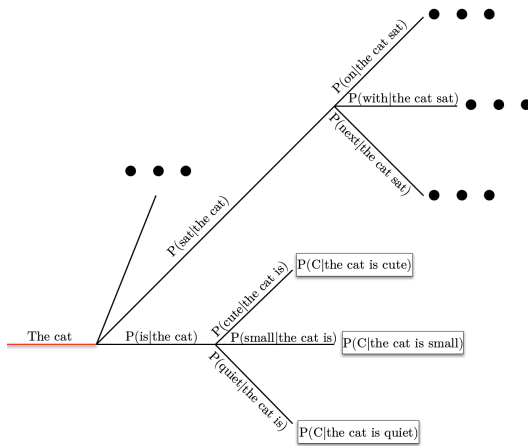 P(on|the cat sat)
P(with|the cat sat)
P(next|the cat sat)
P(sat|the cat)
The cat
P(is|the cat)
P(cute|the cat is)
P(small|the cat is)
P(quiet|the cat is)
P(C|the cat is cute)
P(C|the cat is small)
P(C|the cat is quiet)